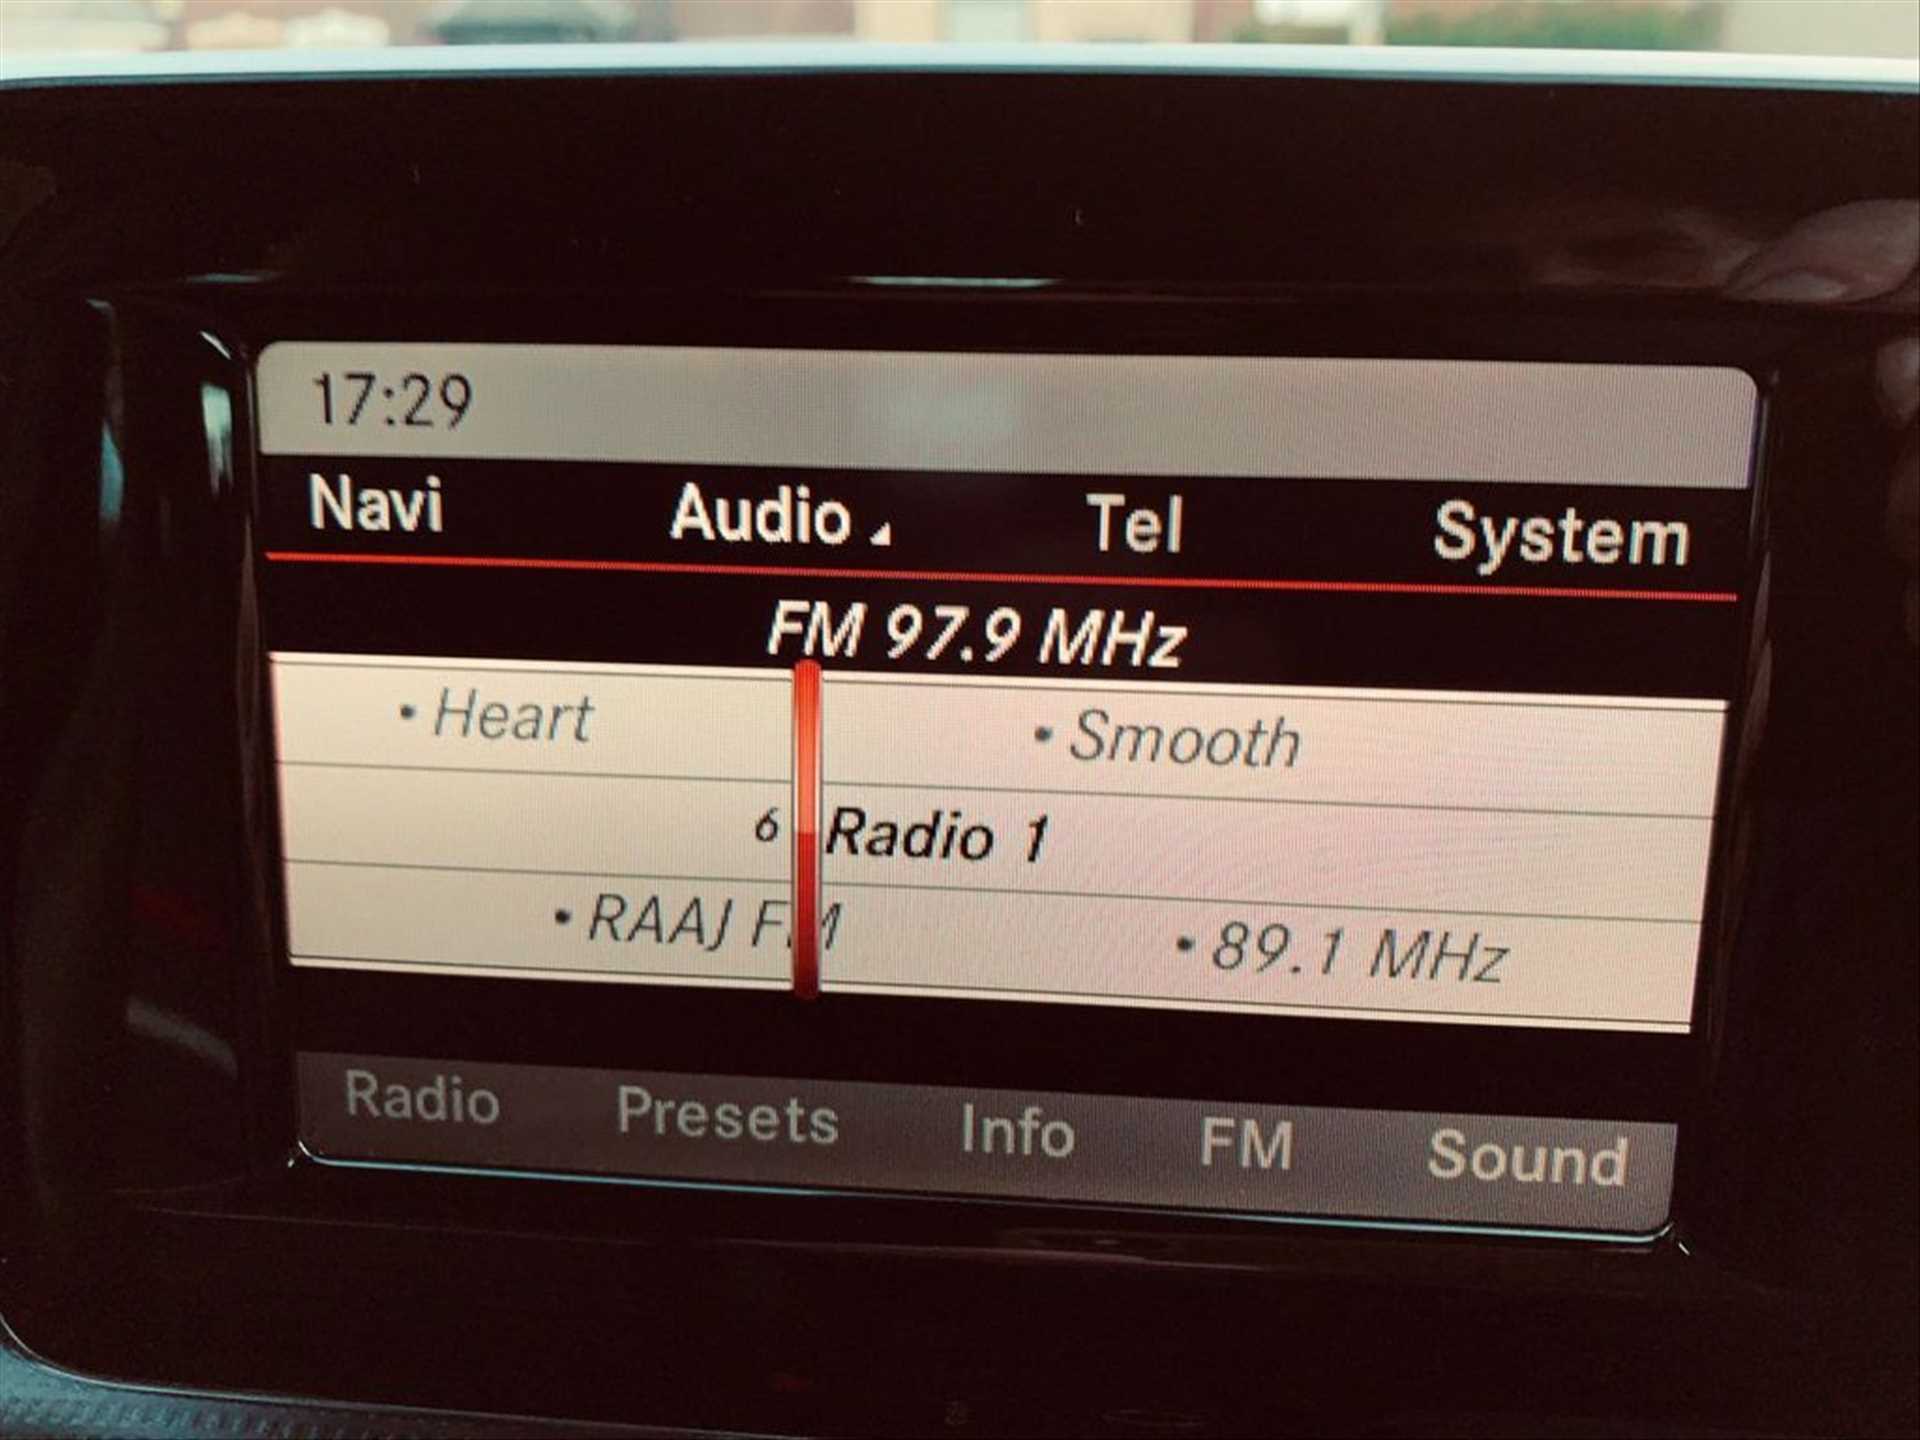 17:29
Navi Audio Tel System
FM 97.9 MHz
• Heart • Smooth
6 Radio 1
• RAAJ FM • 89.1 MHz
Radio Presets Info FM Sound